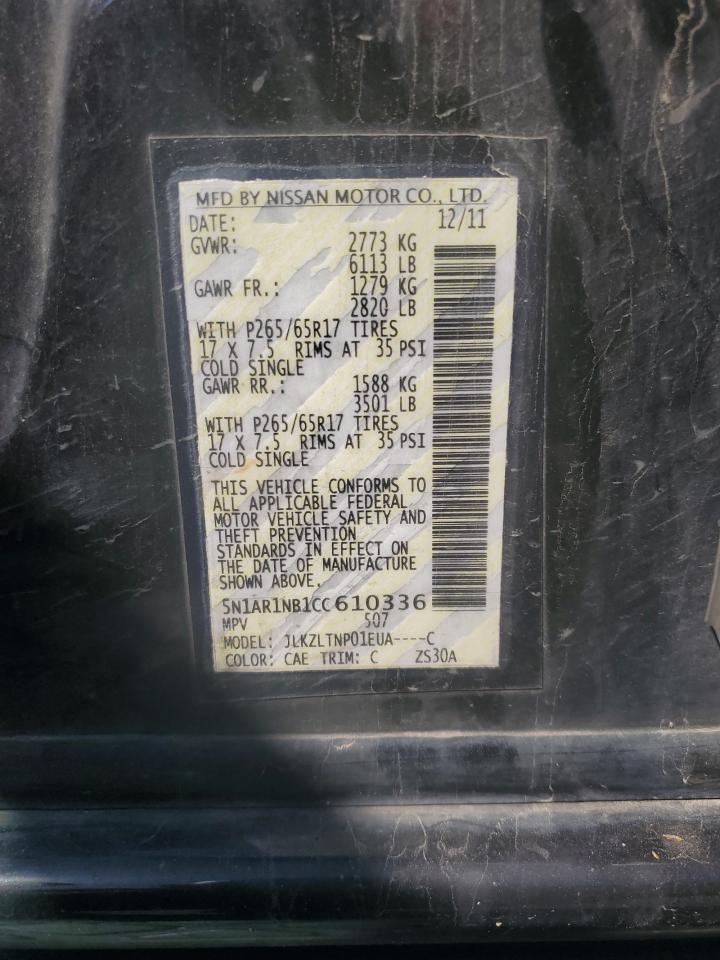 MFD BY NISSAN MOTOR CO., LTD.
DATE: 12/11
GVWR: 2773 KG
6113 LB
GAWR FR.: 1279 KG
2820 LB
WITH P265/65R17 TIRES
17 X 7.5 RIMS AT 35 PSI
COLD SINGLE
GAWR RR.: 1588 KG
3501 LB
WITH P265/65R17 TIRES
17 X 7.5 RIMS AT 35 PSI
COLD SINGLE
THIS VEHICLE CONFORMS TO
ALL APPLICABLE FEDERAL
MOTOR VEHICLE SAFETY AND
THEFT PREVENTION
STANDARDS IN EFFECT ON
THE DATE OF MANUFACTURE
SHOWN ABOVE.
5N1AR1NB1CC610336
MPV 507
MODEL: JLKZLTNP01EUA----C
COLOR: CAE TRIM: C ZS30A